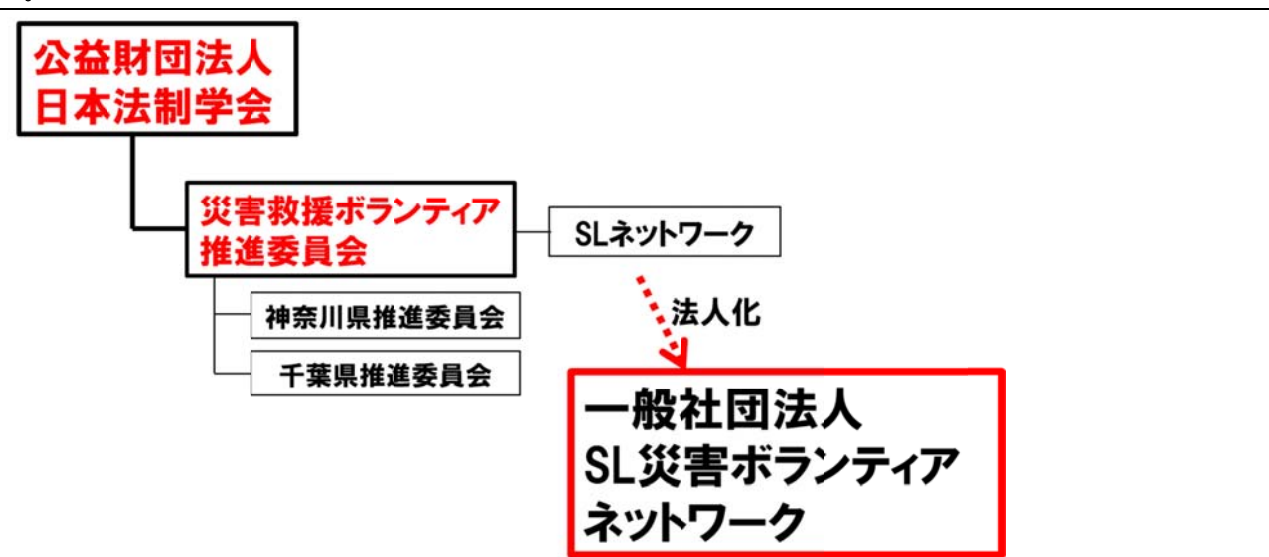 公益財団法人
日本法制学会
災害救援ボランティア
推進委員会
SLネットワーク
神奈川県推進委員会
千葉県推進委員会
法人化
一般社団法人
SL災害ボランティア
ネットワーク